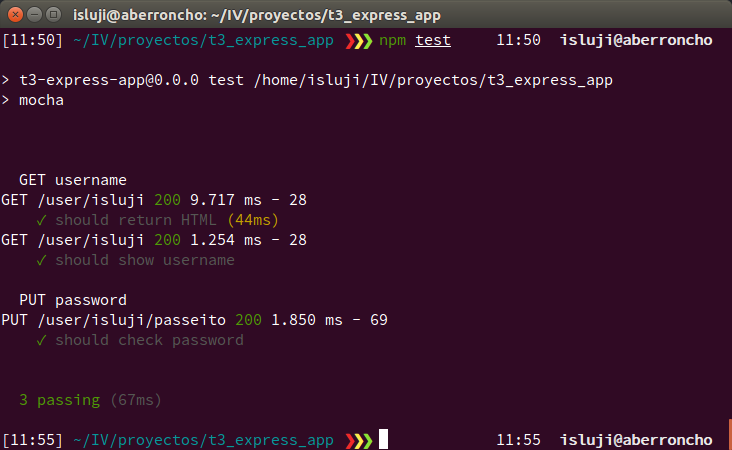 isluji@aberroncho: ~/IV/proyectos/t3_express_app
[11:50] ~/IV/proyectos/t3_express_app ❯❯❯ npm test 11:50 isluji@aberroncho
> t3-express-app@0.0.0 test /home/isluji/IV/proyectos/t3_express_app
> mocha
GET username
GET /user/isluji 200 9.717 ms - 28
✓ should return HTML (44ms)
GET /user/isluji 200 1.254 ms - 28
✓ should show username
PUT password
PUT /user/isluji/passeito 200 1.850 ms - 69
✓ should check password
3 passing (67ms)
[11:55] ~/IV/proyectos/t3_express_app ❯❯❯ 11:55 isluji@aberroncho